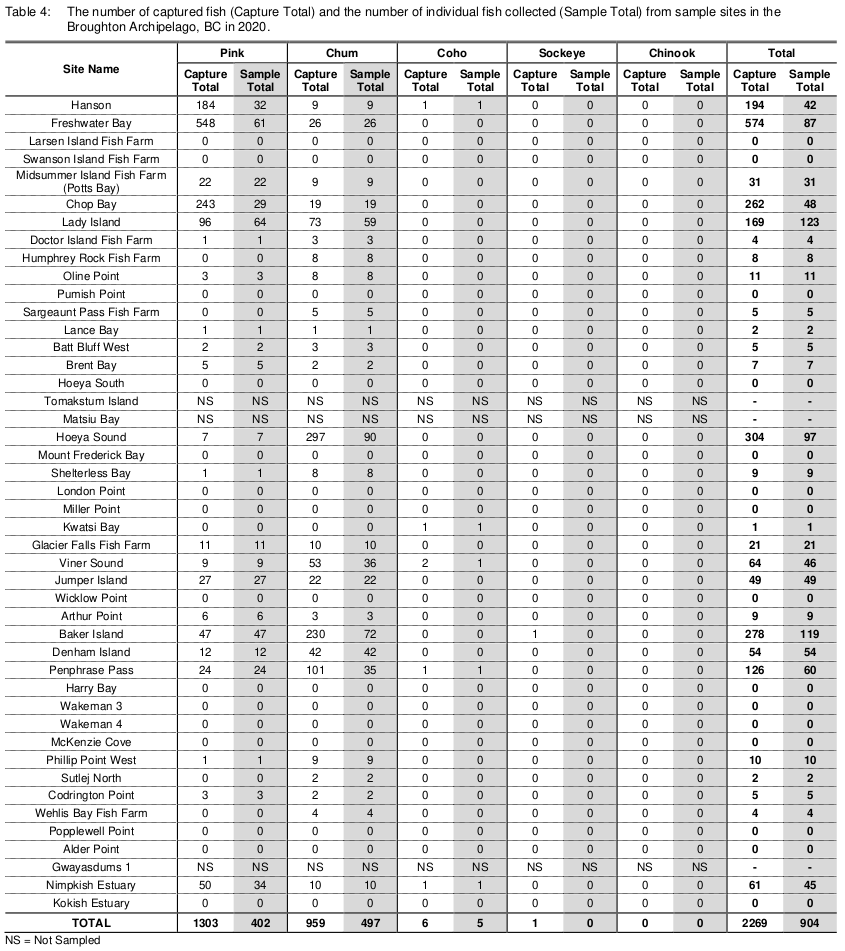 Table 4: The number of captured fish (Capture Total) and the number of individual fish collected (Sample Total) from sample sites in the
Broughton Archipelago, BC in 2020.
Site Name Pink Chum Coho Sockeye Chinook Total
Capture Total Sample Total Capture Total Sample Total Capture Total Sample Total Capture Total Sample Total Capture Total Sample Total Capture Total Sample Total
Hanson 184 32 9 9 1 1 0 0 0 0 194 42
Freshwater Bay 548 61 26 26 0 0 0 0 0 0 574 87
Larsen Island Fish Farm 0 0 0 0 0 0 0 0 0 0 0 0
Swanson Island Fish Farm 0 0 0 0 0 0 0 0 0 0 0 0
Midsummer Island Fish Farm (Potts Bay) 22 22 9 9 0 0 0 0 0 0 31 31
Chop Bay 243 29 19 19 0 0 0 0 0 0 262 48
Lady Island 96 64 73 59 0 0 0 0 0 0 169 123
Doctor Island Fish Farm 1 1 3 3 0 0 0 0 0 0 4 4
Humphrey Rock Fish Farm 0 0 8 8 0 0 0 0 0 0 8 8
Oline Point 3 3 8 8 0 0 0 0 0 0 11 11
Pumish Point 0 0 0 0 0 0 0 0 0 0 0 0
Sargeaunt Pass Fish Farm 0 0 5 5 0 0 0 0 0 0 5 5
Lance Bay 1 1 1 1 0 0 0 0 0 0 2 2
Batt Bluff West 2 2 3 3 0 0 0 0 0 0 5 5
Brent Bay 5 5 2 2 0 0 0 0 0 0 7 7
Hoeya South 0 0 0 0 0 0 0 0 0 0 0 0
Tomakstum Island NS NS NS NS NS NS NS NS NS NS - -
Matsiu Bay NS NS NS NS NS NS NS NS NS NS - -
Hoeya Sound 7 7 297 90 0 0 0 0 0 0 304 97
Mount Frederick Bay 0 0 0 0 0 0 0 0 0 0 0 0
Shelterless Bay 1 1 8 8 0 0 0 0 0 0 9 9
London Point 0 0 0 0 0 0 0 0 0 0 0 0
Miller Point 0 0 0 0 0 0 0 0 0 0 0 0
Kwatsi Bay 0 0 0 0 1 1 0 0 0 0 1 1
Glacier Falls Fish Farm 11 11 10 10 0 0 0 0 0 0 21 21
Viner Sound 9 9 53 36 2 1 0 0 0 0 64 46
Jumper Island 27 27 22 22 0 0 0 0 0 0 49 49
Wicklow Point 0 0 0 0 0 0 0 0 0 0 0 0
Arthur Point 6 6 3 3 0 0 0 0 0 0 9 9
Baker Island 47 47 230 72 0 0 1 0 0 0 278 119
Denham Island 12 12 42 42 0 0 0 0 0 0 54 54
Penphrase Pass 24 24 101 35 1 1 0 0 0 0 126 60
Harry Bay 0 0 0 0 0 0 0 0 0 0 0 0
Wakeman 3 0 0 0 0 0 0 0 0 0 0 0 0
Wakeman 4 0 0 0 0 0 0 0 0 0 0 0 0
McKenzie Cove 0 0 0 0 0 0 0 0 0 0 0 0
Phillip Point West 1 1 9 9 0 0 0 0 0 0 10 10
Sutlej North 0 0 2 2 0 0 0 0 0 0 2 2
Codrington Point 3 3 2 2 0 0 0 0 0 0 5 5
Wehlis Bay Fish Farm 0 0 4 4 0 0 0 0 0 0 4 4
Popplewell Point 0 0 0 0 0 0 0 0 0 0 0 0
Alder Point 0 0 0 0 0 0 0 0 0 0 0 0
Gwayasdums 1 NS NS NS NS NS NS NS NS NS NS - -
Nimpkish Estuary 50 34 10 10 1 1 0 0 0 0 61 45
Kokish Estuary 0 0 0 0 0 0 0 0 0 0 0 0
TOTAL 1303 402 959 497 6 5 1 0 0 0 2269 904
NS = Not Sampled